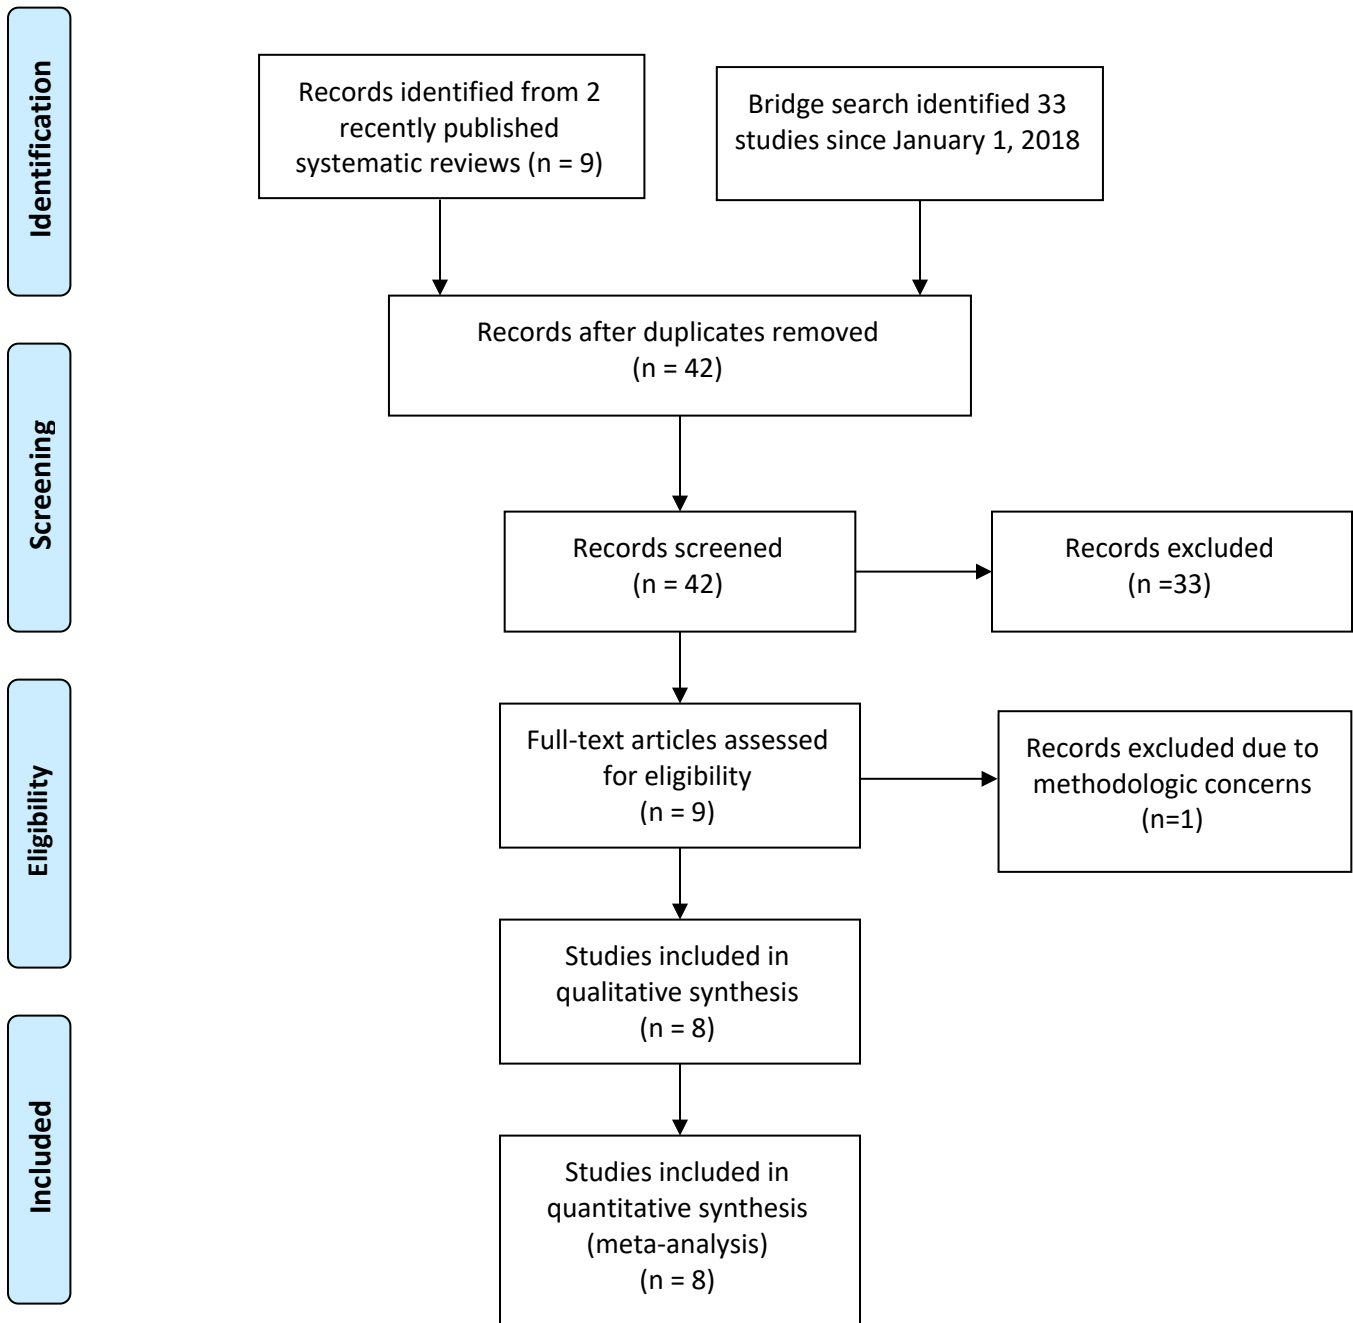 Identification
Records identified from 2
recently published
systematic reviews (n = 9)
Bridge search identified 33
studies since January 1, 2018
Records after duplicates removed
(n = 42)
Screening
Records screened
(n = 42)
Records excluded
(n =33)
Eligibility
Full-text articles assessed
for eligibility
(n = 9)
Records excluded due to
methodologic concerns
(n=1)
Studies included in
qualitative synthesis
(n = 8)
Included
Studies included in
quantitative synthesis
(meta-analysis)
(n = 8)